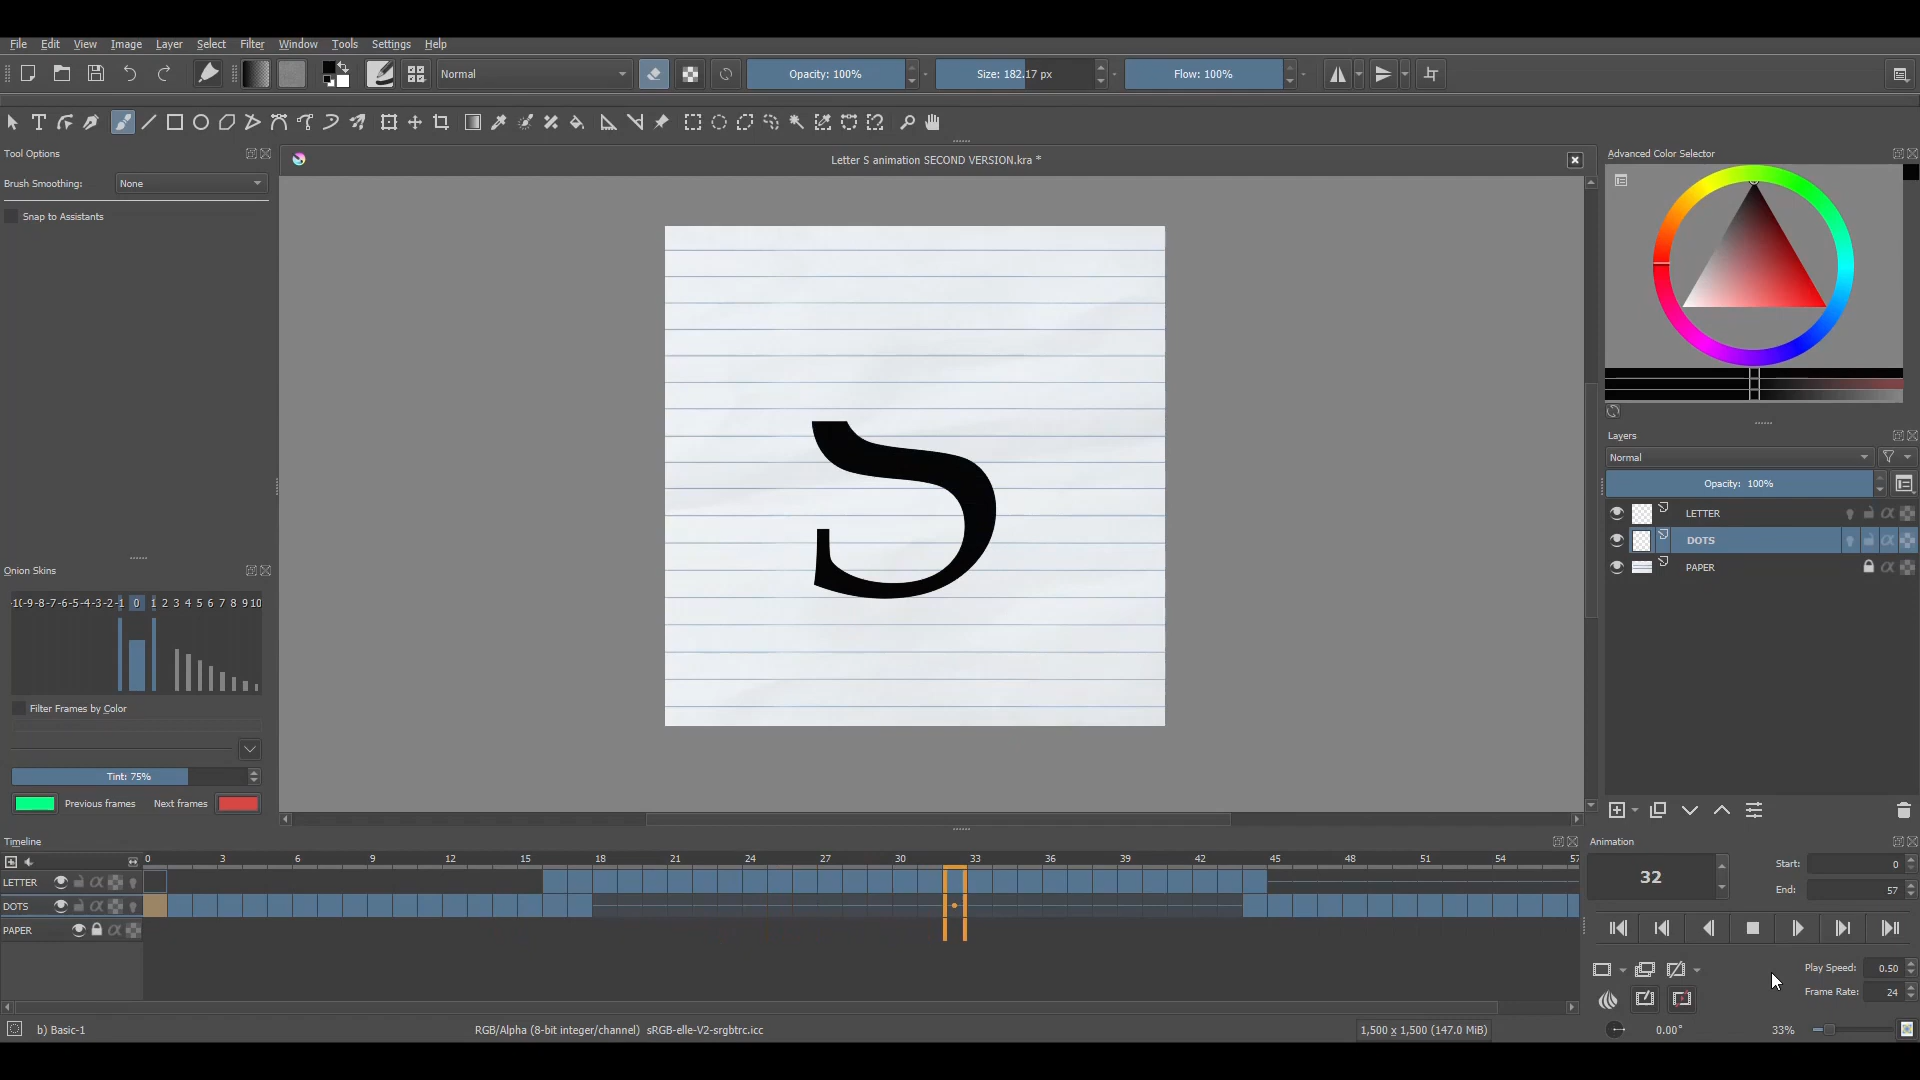 File Edit View Image Layer Select Filter Window Tools Settings Help
Normal Opacity: 100% Size: 182.17 px Flow: 100%
Tool Options
Letter S animation SECOND VERSION.kra *
Advanced Color Selector
Brush Smoothing: None
Snap to Assistants
S
Layers
Normal
Opacity: 100%
LETTER
DOTS
PAPER
Onion Skins
-1(-9-8-7-6-5-4-3-2-1 0 1 2 3 4 5 6 7 8 9 10
Filter Frames by Color
Tint: 75%
Previous frames Next frames
Timeline
0 3 6 9 12 15 18 21 24 27 30 33 36 39 42 45 48 51 54 57
LETTER
DOTS
PAPER
Animation
32 Start: 0
End: 57
Play Speed: 0.50
Frame Rate: 24
b) Basic-1 RGB/Alpha (8-bit integer/channel) sRGB-elle-V2-srgbtrc.icc 1,500 x 1,500 (147.0 MiB) 0.00° 33%